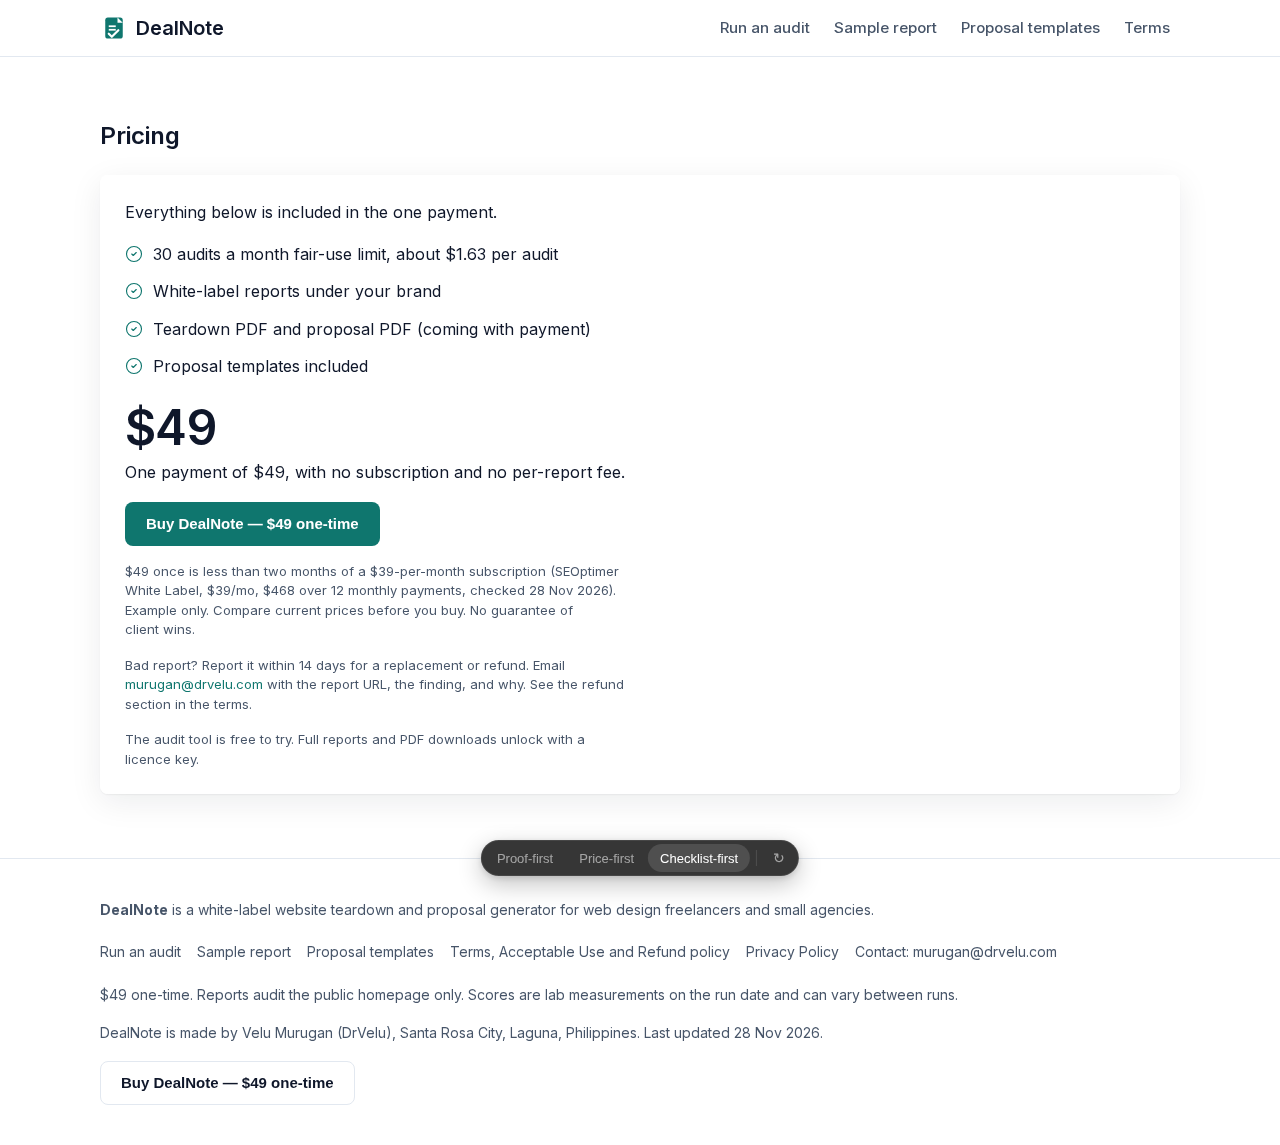 DealNote
Run an audit
Sample report
Proposal templates
Terms
Pricing
Everything below is included in the one payment.
30 audits a month fair-use limit, about $1.63 per audit
White-label reports under your brand
Teardown PDF and proposal PDF (coming with payment)
Proposal templates included
$49
One payment of $49, with no subscription and no per-report fee.
Buy DealNote — $49 one-time
$49 once is less than two months of a $39-per-month subscription (SEOptimer
White Label, $39/mo, $468 over 12 monthly payments, checked 28 Nov 2026).
Example only. Compare current prices before you buy. No guarantee of
client wins.
Bad report? Report it within 14 days for a replacement or refund. Email
murugan@drvelu.com with the report URL, the finding, and why. See the refund
section in the terms.
The audit tool is free to try. Full reports and PDF downloads unlock with a
licence key.
Proof-first
Price-first
Checklist-first
↻
DealNote is a white-label website teardown and proposal generator for web design freelancers and small agencies.
Run an audit
Sample report
Proposal templates
Terms, Acceptable Use and Refund policy
Privacy Policy
Contact: murugan@drvelu.com
$49 one-time. Reports audit the public homepage only. Scores are lab measurements on the run date and can vary between runs.
DealNote is made by Velu Murugan (DrVelu), Santa Rosa City, Laguna, Philippines. Last updated 28 Nov 2026.
Buy DealNote — $49 one-time